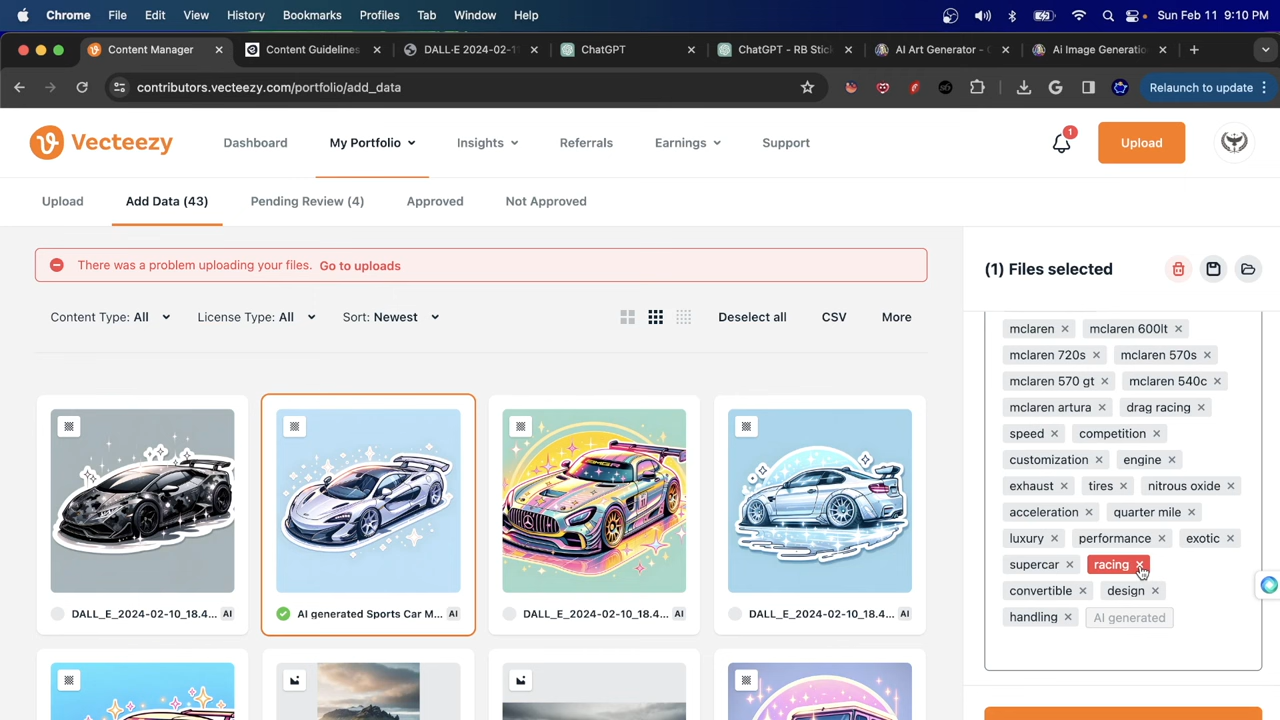 Chrome File Edit View History Bookmarks Profiles Tab Window Help Sun Feb 11 9:10 PM
Content Manager Content Guidelines DALL·E 2024-02-1 ChatGPT ChatGPT - RB Stic AI Art Generator - Ai Image Generatio
contributors.vecteezy.com/portfolio/add_data Relaunch to update
Vecteezy Dashboard My Portfolio Insights Referrals Earnings Support 1 Upload
Upload Add Data (43) Pending Review (4) Approved Not Approved
There was a problem uploading your files. Go to uploads
(1) Files selected
Content Type: All License Type: All Sort: Newest Deselect all CSV More
mclaren mclaren 600lt
mclaren 720s mclaren 570s
mclaren 570 gt mclaren 540c
mclaren artura drag racing
speed competition
customization engine
exhaust tires nitrous oxide
acceleration quarter mile
luxury performance exotic
supercar racing
convertible design
handling AI generated
DALL_E_2024-02-10_18.4... AI AI generated Sports Car M... AI DALL_E_2024-02-10_18.4... AI DALL_E_2024-02-10_18.4... AI